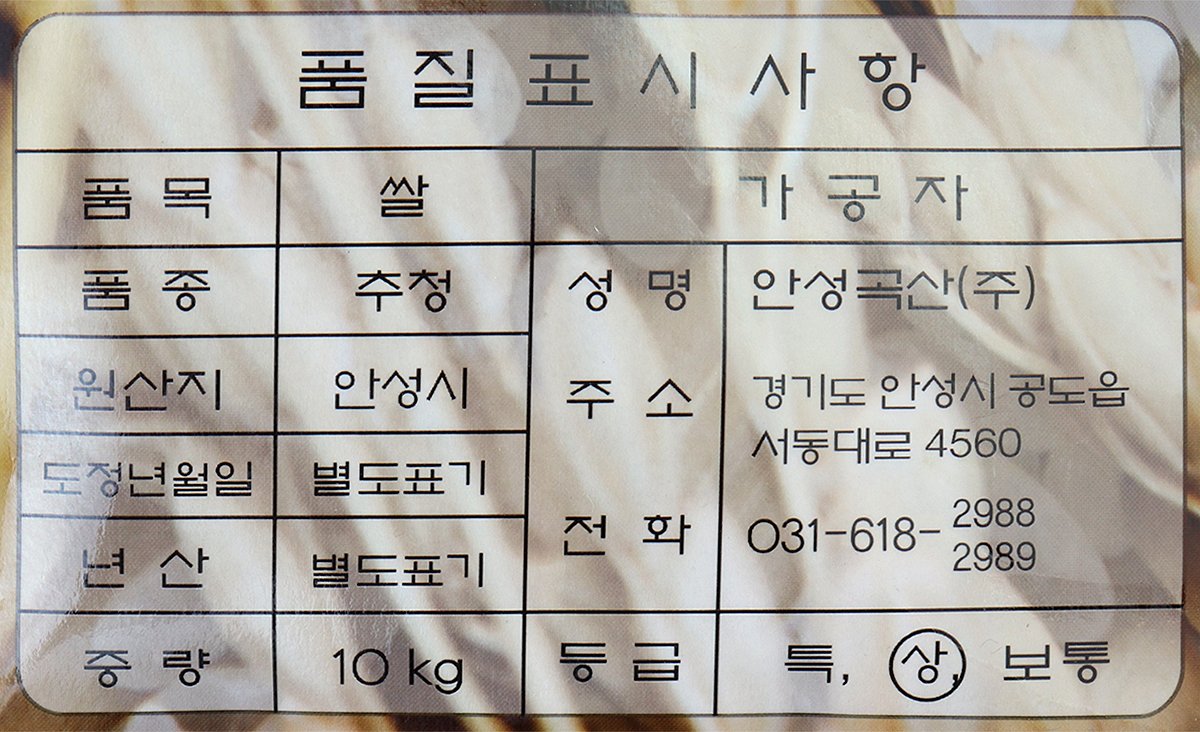 품질표시사항
품목 쌀 가공자
품종 추청 성명 안성곡산(주)
원산지 안성시 주소 경기도 안성시 공도읍
서동대로 4560
도정년월일 별도표기
전화 031-618- 2988
2989
년산 별도표기
중량 10 kg 등급 특, 상, 보통